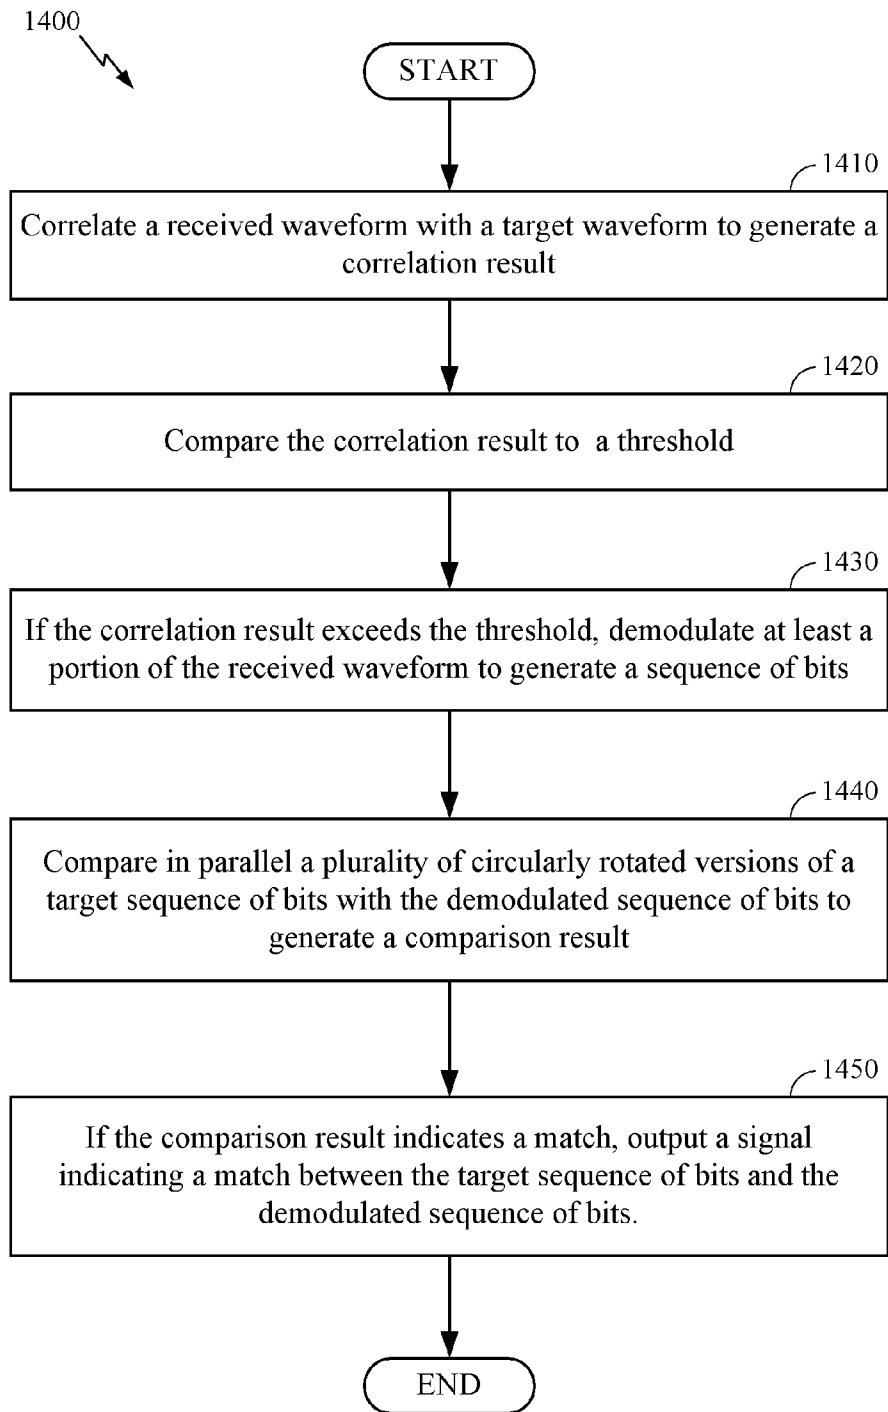 1400
START
1410
Correlate a received waveform with a target waveform to generate a
correlation result
1420
Compare the correlation result to a threshold
1430
If the correlation result exceeds the threshold, demodulate at least a
portion of the received waveform to generate a sequence of bits
1440
Compare in parallel a plurality of circularly rotated versions of a
target sequence of bits with the demodulated sequence of bits to
generate a comparison result
1450
If the comparison result indicates a match, output a signal
indicating a match between the target sequence of bits and the
demodulated sequence of bits.
END